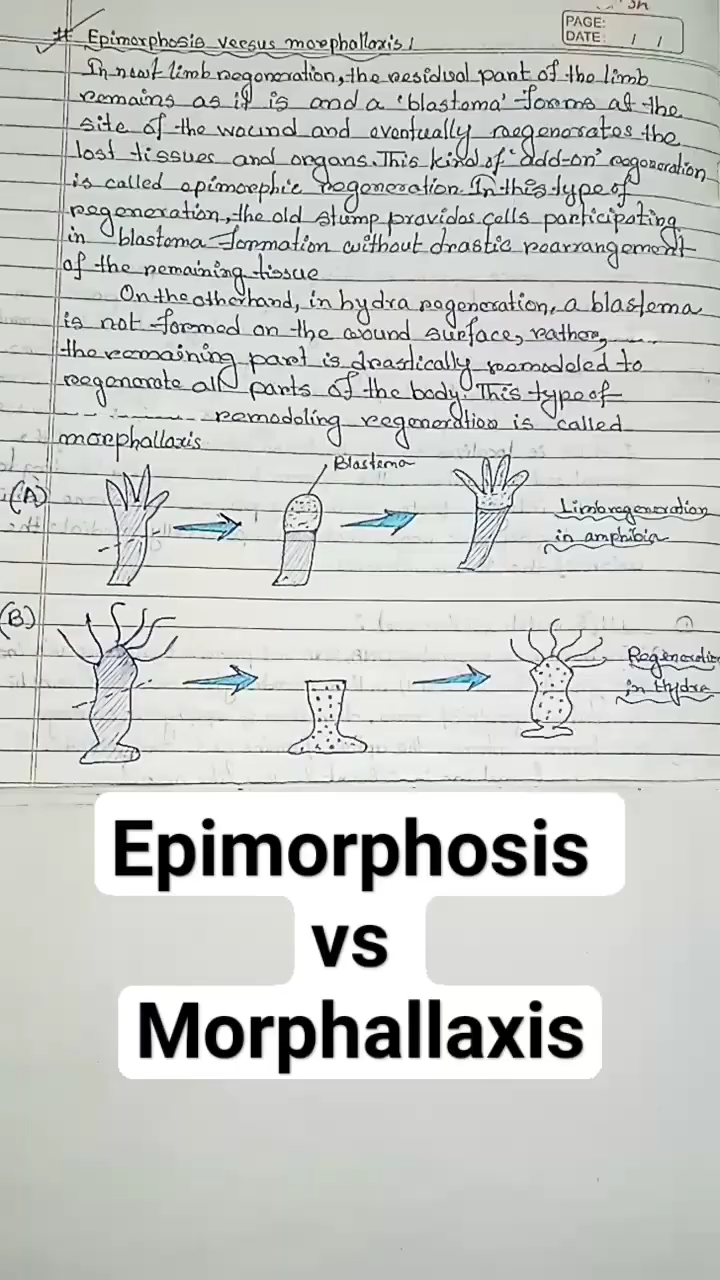 sh
PAGE:
DATE: / /
# Epimorphosis versus morphallaxis!
In newt limb regeneration, the residual part of the limb
remains as it is and a 'blastoma' forms at the
site of the wound and eventually regenerates the
lost tissues and organs. This kind of 'add-on' regeneration
is called epimorphic regeneration. In this type of
regeneration, the old stump provides cells participating
in blastoma formation without drastic rearrangement
of the remaining tissue
On the otherhand, in hydra regeneration, a blastema
is not formed on the wound surface, rather, ....
the remaining part is drastically remodeled to
regenerate all parts of the body. This type of
- - - ------- remodeling regeneration is called
morphallaxis
Blastema
(A)
Limb regeneration
in amphibia
(B)
Regeneration
in Hydra
Epimorphosis
vs
Morphallaxis